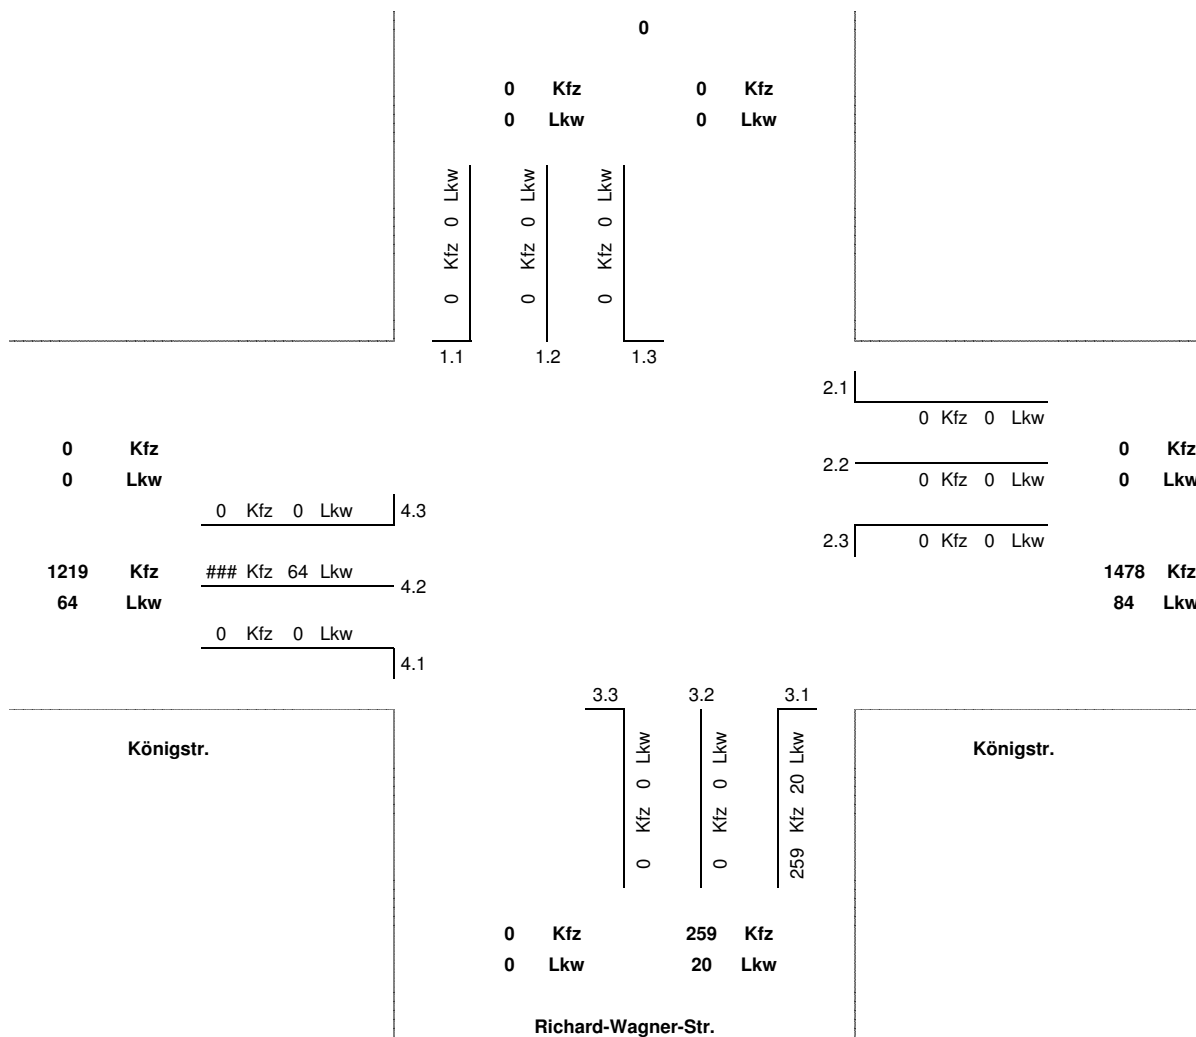 0
0 Kfz 0 Kfz
0 Lkw 0 Lkw
0 Kfz 0 Lkw
0 Kfz 0 Lkw
0 Kfz 0 Lkw
1.1 1.2 1.3
2.1
0 Kfz 0 Lkw
0 Kfz 0 Kfz
2.2
0 Lkw 0 Kfz 0 Lkw 0 Lkw
0 Kfz 0 Lkw 4.3
2.3 0 Kfz 0 Lkw
1219 Kfz ### Kfz 64 Lkw 1478 Kfz
4.2
64 Lkw 84 Lkw
0 Kfz 0 Lkw
4.1
3.3 3.2 3.1
Königstr. Königstr.
0 Kfz 0 Lkw
0 Kfz 0 Lkw
259 Kfz 20 Lkw
0 Kfz 259 Kfz
0 Lkw 20 Lkw
Richard-Wagner-Str.